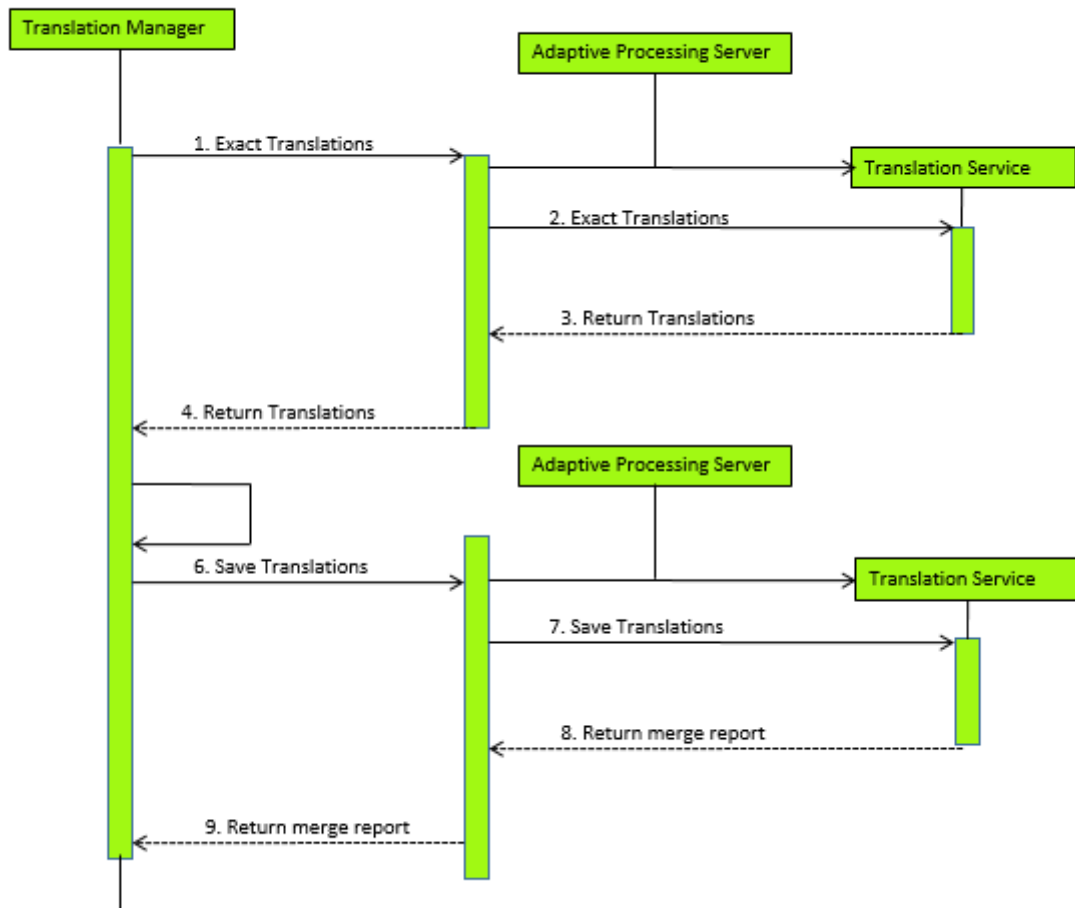 Translation Manager
Adaptive Processing Server
1. Exact Translations
Translation Service
2. Exact Translations
3. Return Translations
4. Return Translations
Adaptive Processing Server
6. Save Translations
Translation Service
7. Save Translations
8. Return merge report
9. Return merge report